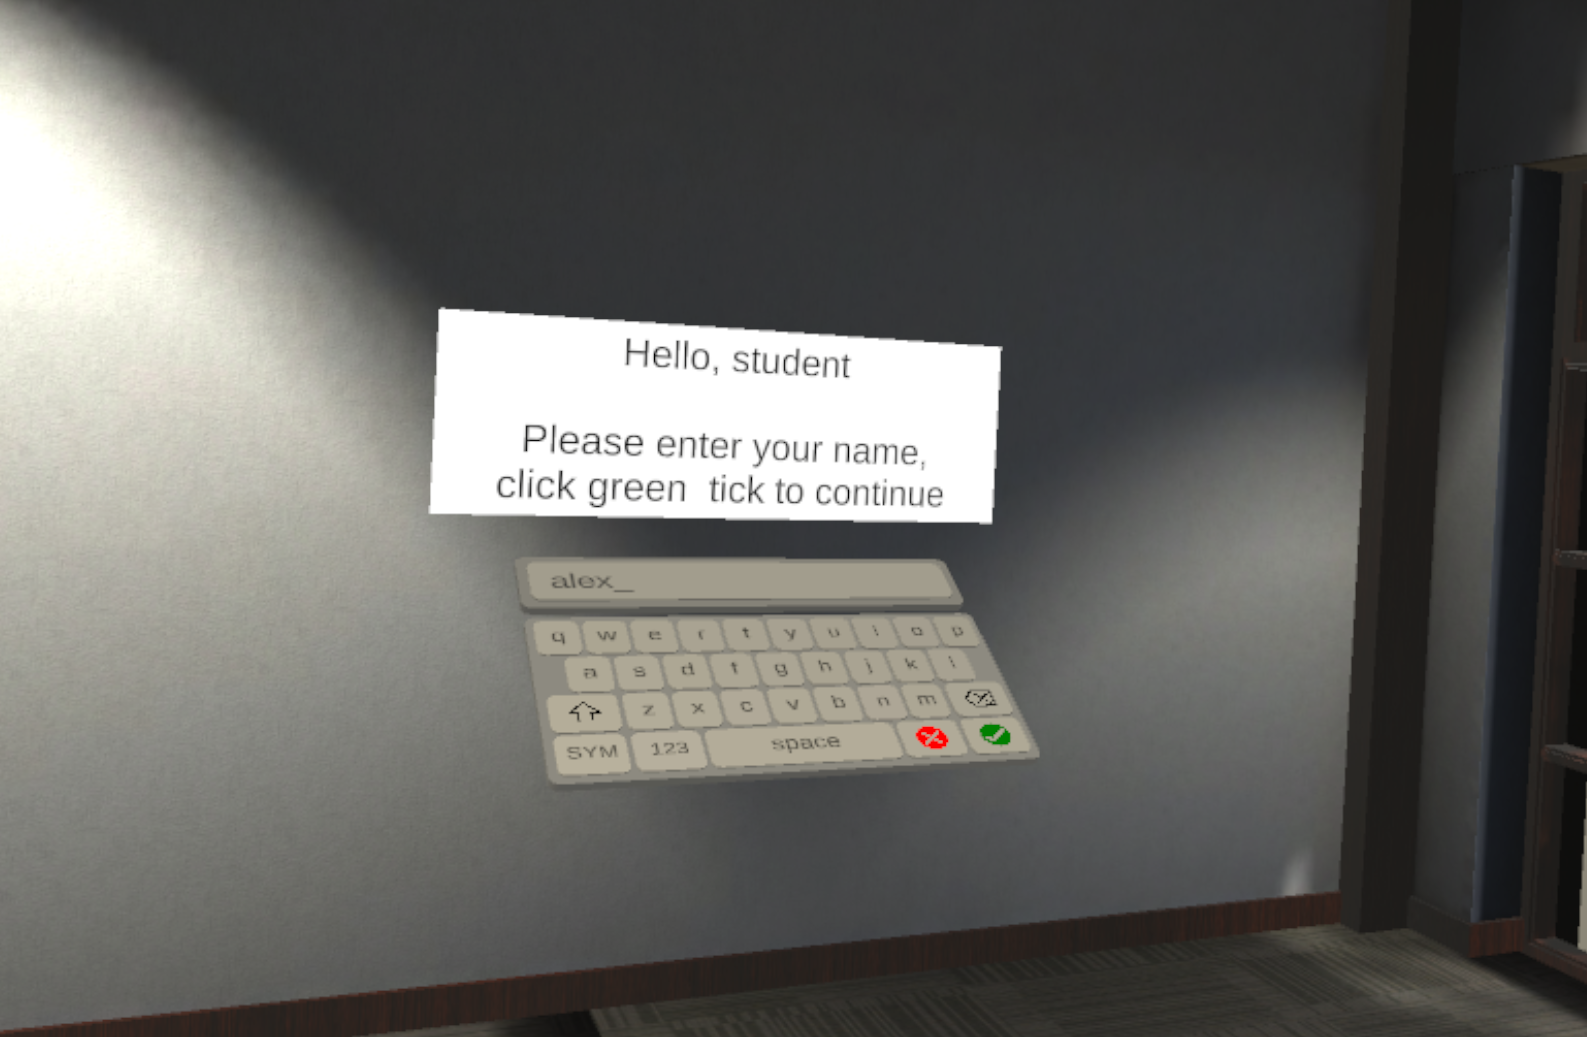 Hello, student
Please enter your name,
click green tick to continue
alex_
q w e r t y u i o p
a s d f g h j k l
z x c v b n m
SYM 123 space